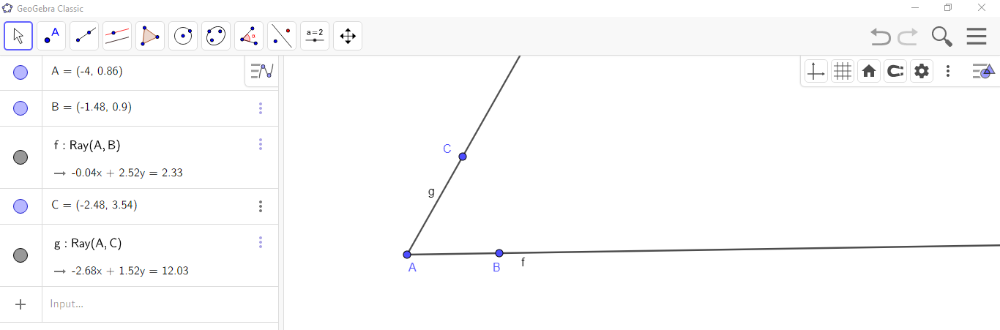 GeoGebra Classic
A
α
a=2
A = (-4, 0.86)
B = (-1.48, 0.9)
f : Ray(A, B)
→ -0.04x + 2.52y = 2.33
C = (-2.48, 3.54)
g : Ray(A, C)
→ -2.68x + 1.52y = 12.03
+ Input...
C
g
A
B
f